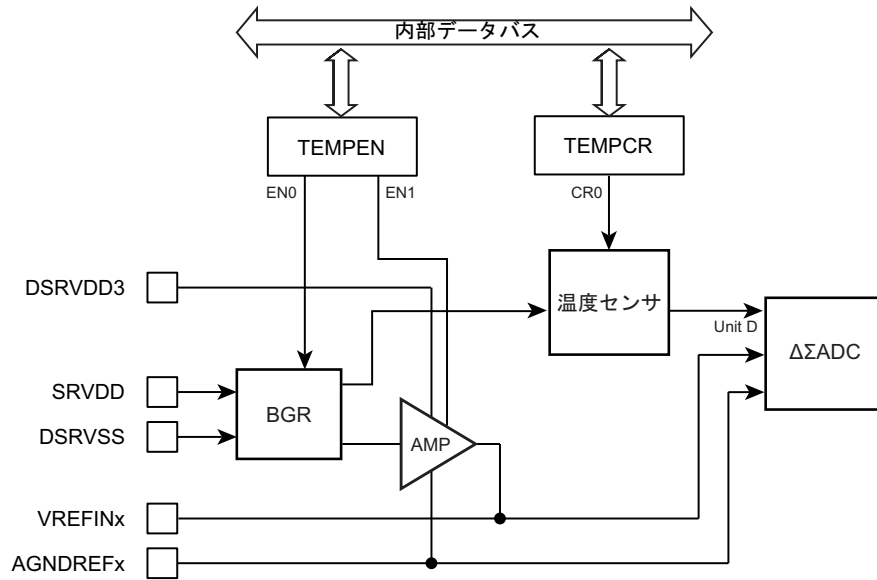 内部データバス
TEMPEN
TEMPCR
EN0
EN1
CR0
DSRVDD3
温度センサ
Unit D
ΔΣADC
SRVDD
BGR
DSRVSS
AMP
VREFINx
AGNDREFx